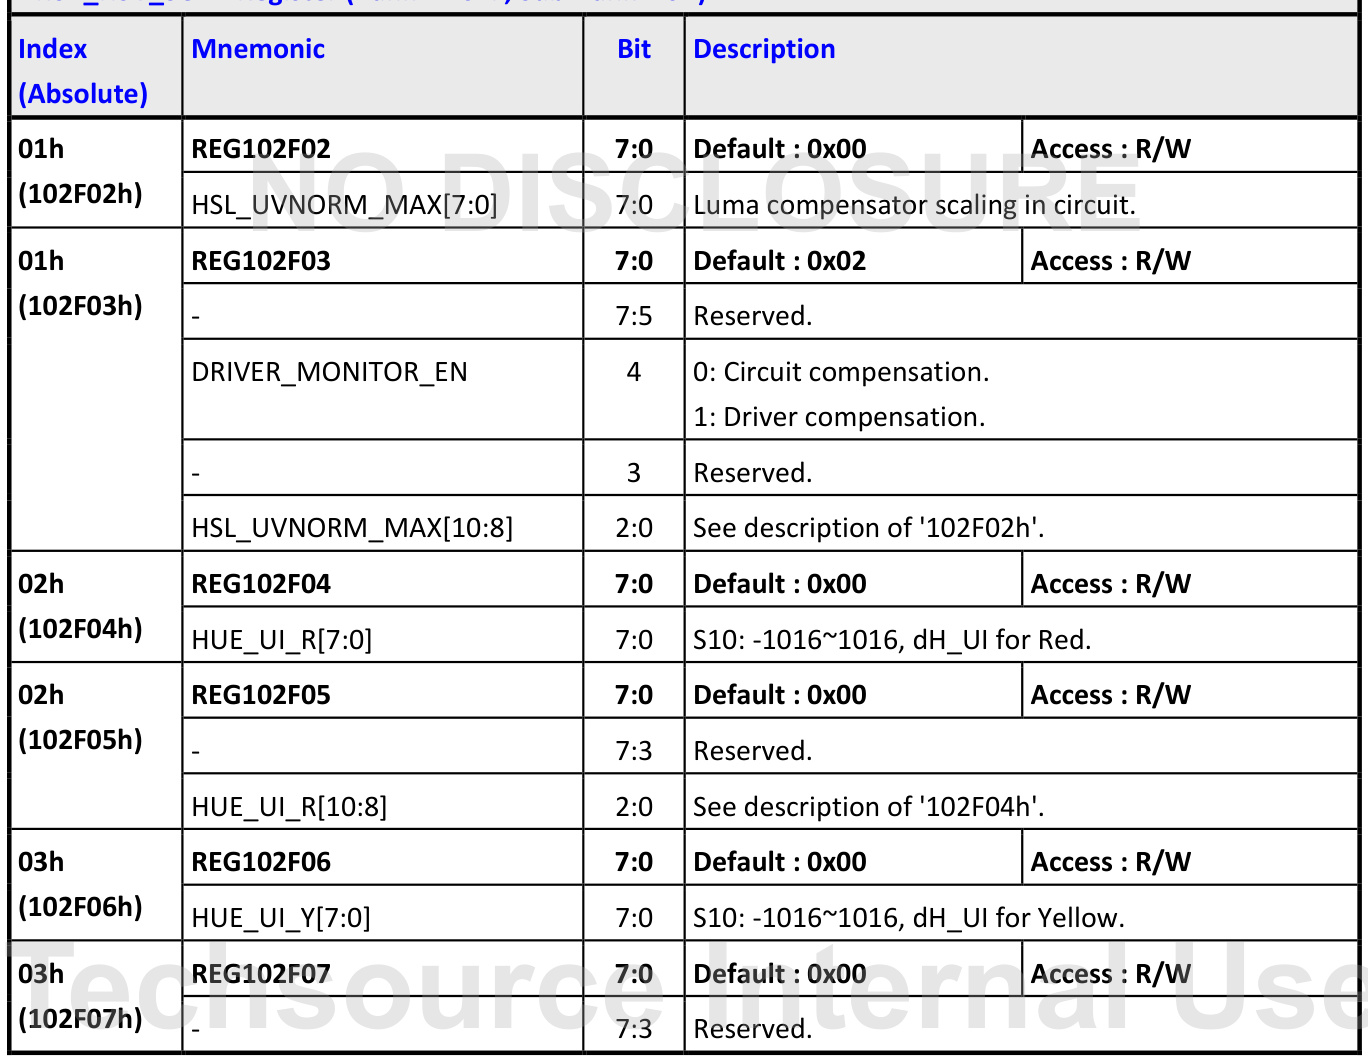 Index
(Absolute)
Mnemonic
Bit
Description
01h
(102F02h)
REG102F02
7:0
Default : 0x00
Access : R/W
HSL_UVNORM_MAX[7:0]
7:0
Luma compensator scaling in circuit.
01h
(102F03h)
REG102F03
7:0
Default : 0x02
Access : R/W
-
7:5
Reserved.
DRIVER_MONITOR_EN
4
0: Circuit compensation.
1: Driver compensation.
-
3
Reserved.
HSL_UVNORM_MAX[10:8]
2:0
See description of '102F02h'.
02h
(102F04h)
REG102F04
7:0
Default : 0x00
Access : R/W
HUE_UI_R[7:0]
7:0
S10: -1016~1016, dH_UI for Red.
02h
(102F05h)
REG102F05
7:0
Default : 0x00
Access : R/W
-
7:3
Reserved.
HUE_UI_R[10:8]
2:0
See description of '102F04h'.
03h
(102F06h)
REG102F06
7:0
Default : 0x00
Access : R/W
HUE_UI_Y[7:0]
7:0
S10: -1016~1016, dH_UI for Yellow.
03h
(102F07h)
REG102F07
7:0
Default : 0x00
Access : R/W
-
7:3
Reserved.
NO DISCLOSURE
Techsource Internal Use